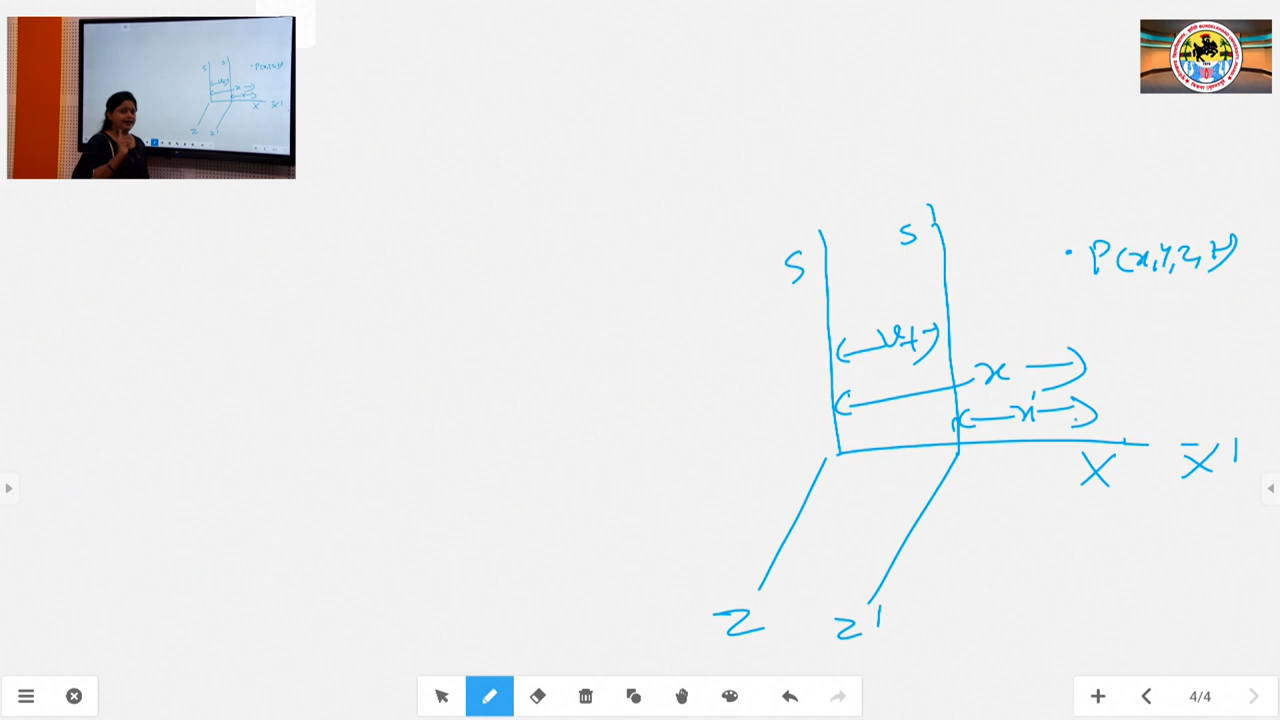 S
S'
. P(x, y, z, t)
vt
x
x'
X
X'
Z
Z'
4/4